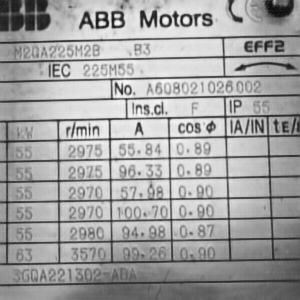 ABB ABB Motors
M2QA225M2B B3 EFF2
IEC 225M55
No. A608021026002
Ins.cl. F IP 55
kW r/min A cosΦ IA/IN tE/
55 2975 55.84 0.89
55 2975 96.33 0.89
55 2970 57.98 0.90
55 2970 100.70 0.90
55 2980 94.98 0.87
63 3570 99.26 0.90
3GQA221302-ADA